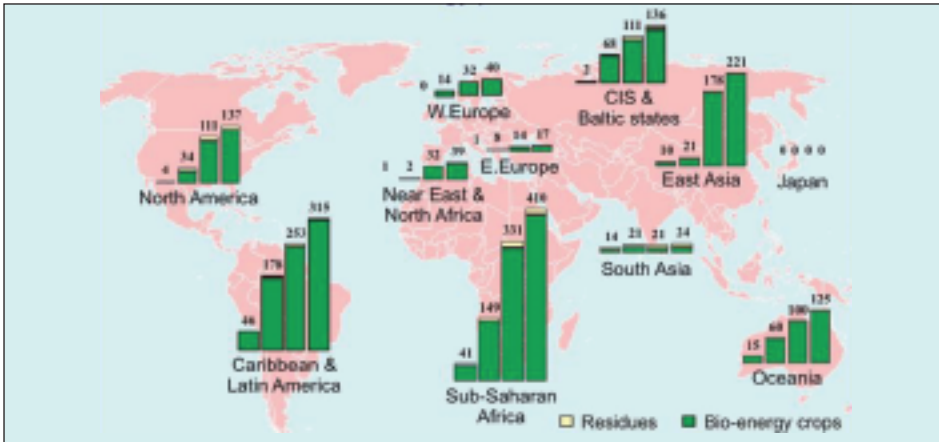 136
111
68
2
CIS &
Baltic states
0
14
32
40
W.Europe
221
178
10
21
East Asia
137
111
34
4
North America
1
8
14
17
E.Europe
0 0 0 0
Japan
1
2
32
39
Near East &
North Africa
315
253
178
46
Caribbean &
Latin America
410
331
149
41
Sub-Saharan
Africa
14
21
21
24
South Asia
125
100
60
15
Oceania
Residues
Bio-energy crops